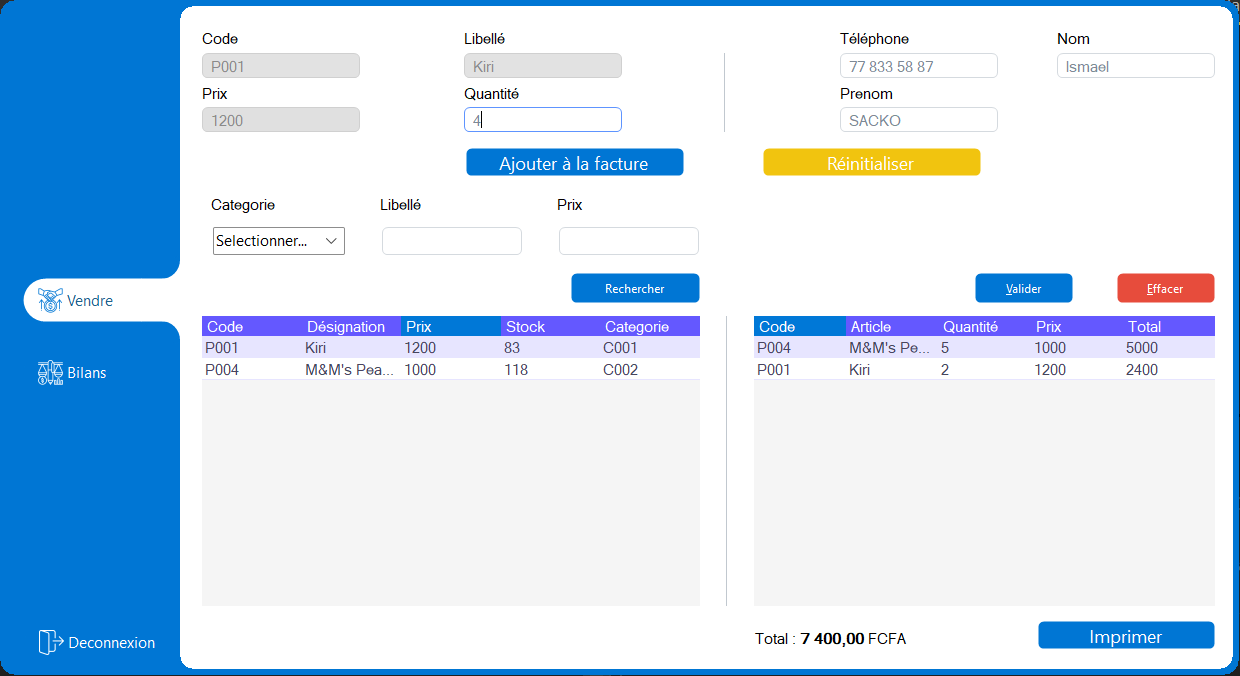 Code Libellé Téléphone Nom
P001 Kiri 77 833 58 87 Ismael
Prix Quantité Prenom
1200 4 SACKO
Ajouter à la facture Réinitialiser
Categorie Libellé Prix
Selectionner...
Rechercher Valider Effacer
Vendre
Code Désignation Prix Stock Categorie
P001 Kiri 1200 83 C001
P004 M&M's Pea... 1000 118 C002
Code Article Quantité Prix Total
P004 M&M's Pe... 5 1000 5000
P001 Kiri 2 1200 2400
Bilans
Deconnexion
Total : 7 400,00 FCFA
Imprimer